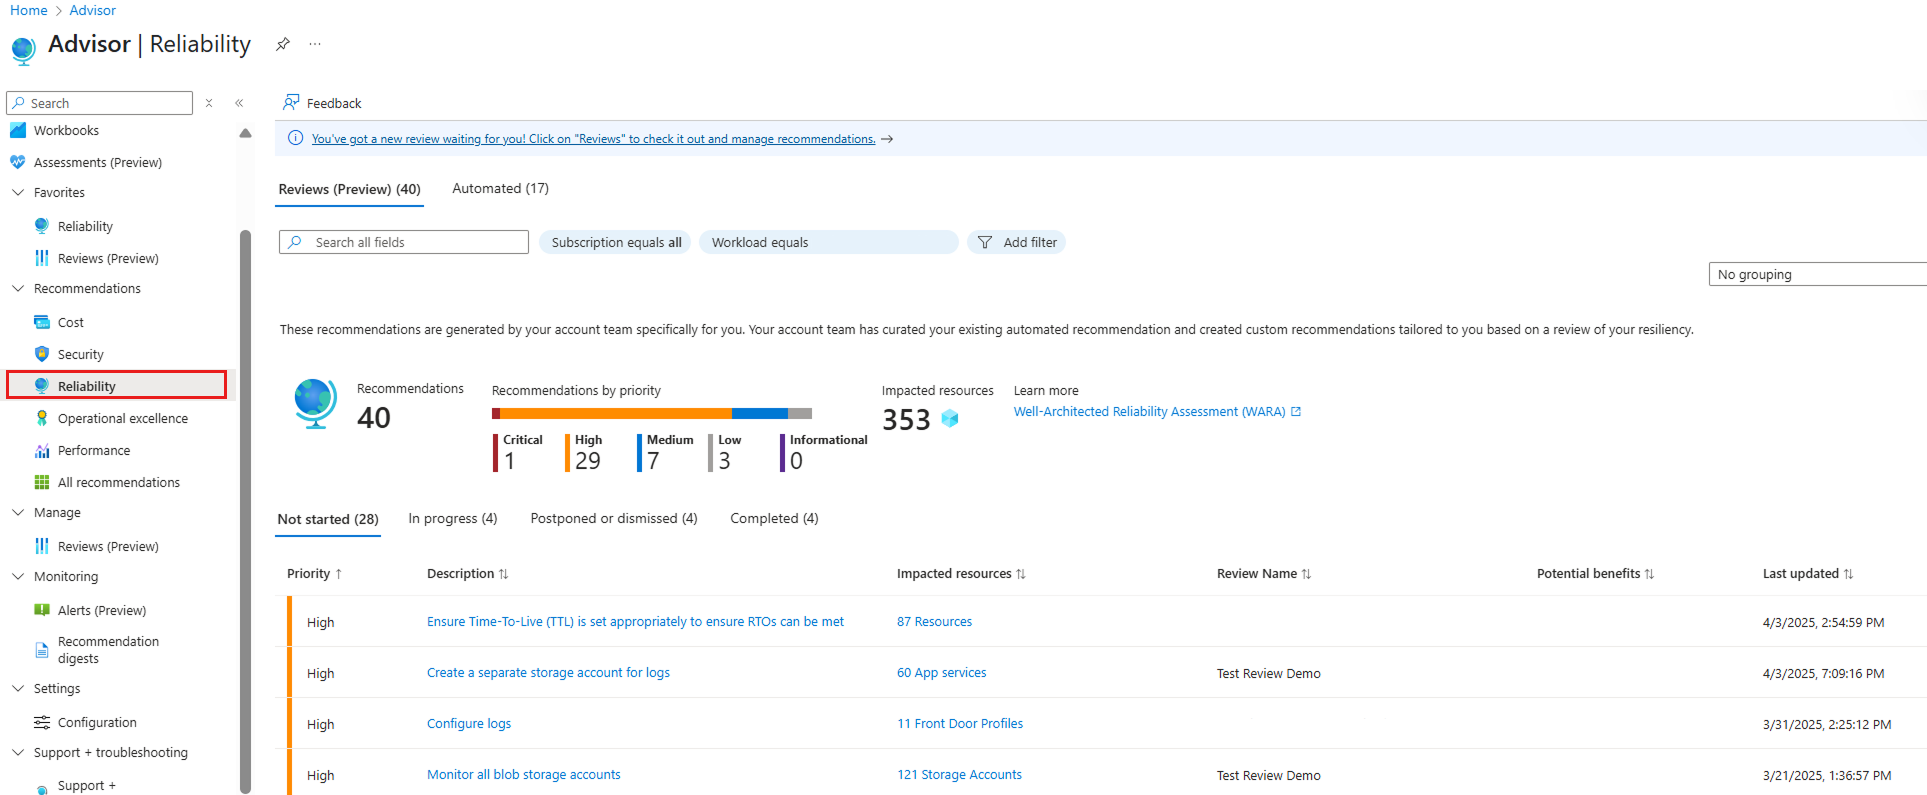 Home > Advisor
Advisor | Reliability
Search
Workbooks
Assessments (Preview)
Favorites
Reliability
Reviews (Preview)
Recommendations
Cost
Security
Reliability
Operational excellence
Performance
All recommendations
Manage
Reviews (Preview)
Monitoring
Alerts (Preview)
Recommendation
digests
Settings
Configuration
Support + troubleshooting
Support +
Feedback
You've got a new review waiting for you! Click on "Reviews" to check it out and manage recommendations. →
Reviews (Preview) (40) Automated (17)
Search all fields Subscription equals all Workload equals Add filter
No grouping
These recommendations are generated by your account team specifically for you. Your account team has curated your existing automated recommendation and created custom recommendations tailored to you based on a review of your resiliency.
Recommendations
40
Recommendations by priority
Critical High Medium Low Informational
1 29 7 3 0
Impacted resources
353
Learn more
Well-Architected Reliability Assessment (WARA)
Not started (28) In progress (4) Postponed or dismissed (4) Completed (4)
Priority ↑ Description ↑↓ Impacted resources ↑↓ Review Name ↑↓ Potential benefits ↑↓ Last updated ↑↓
High Ensure Time-To-Live (TTL) is set appropriately to ensure RTOs can be met 87 Resources 4/3/2025, 2:54:59 PM
High Create a separate storage account for logs 60 App services Test Review Demo 4/3/2025, 7:09:16 PM
High Configure logs 11 Front Door Profiles 3/31/2025, 2:25:12 PM
High Monitor all blob storage accounts 121 Storage Accounts Test Review Demo 3/21/2025, 1:36:57 PM